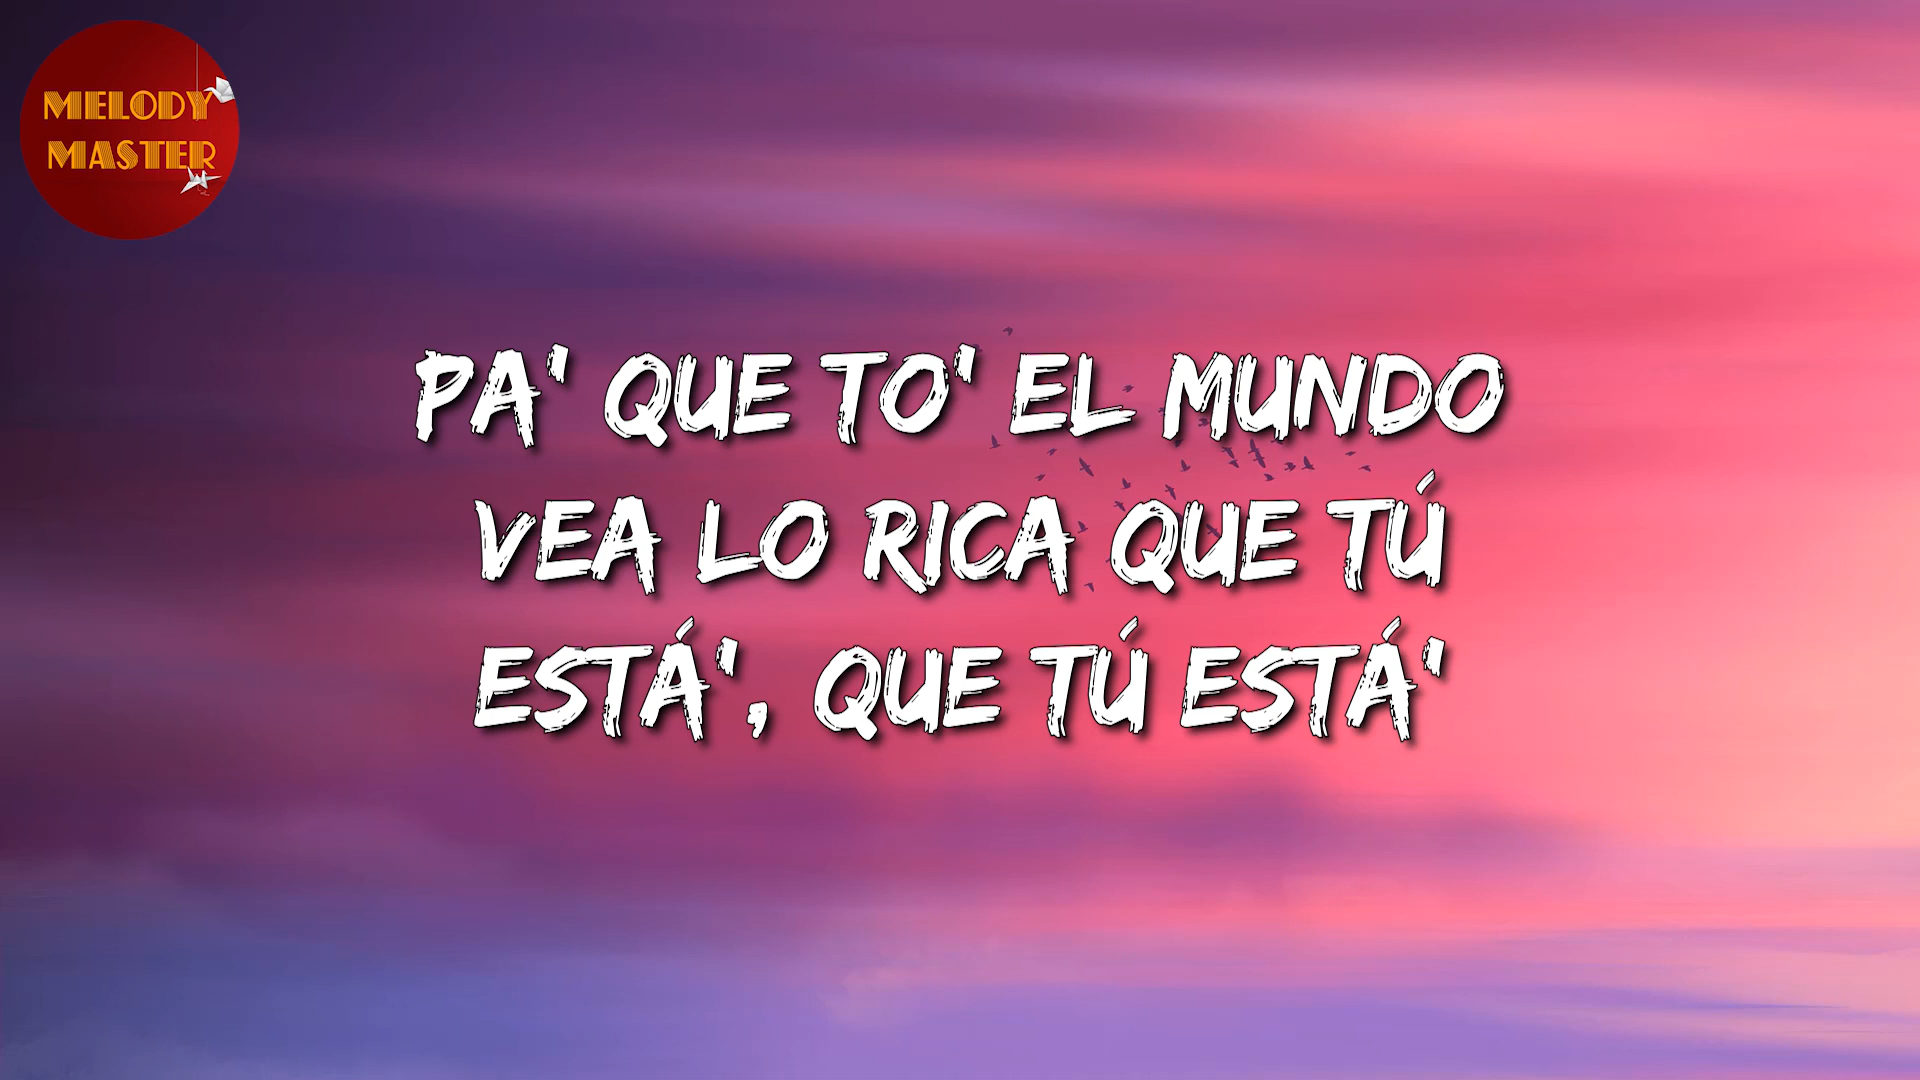 MELODY
MASTER
PA' QUE TO' EL MUNDO
VEA LO RICA QUE TÚ
ESTÁ', QUE TÚ ESTÁ'